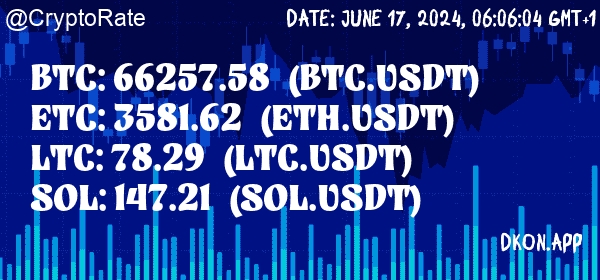 @CryptoRate
DATE: JUNE 17, 2024, 06:06:04 GMT+1
BTC: 66257.58 (BTC.USDT)
ETC: 3581.62 (ETH.USDT)
LTC: 78.29 (LTC.USDT)
SOL: 147.21 (SOL.USDT)
DKON.APP